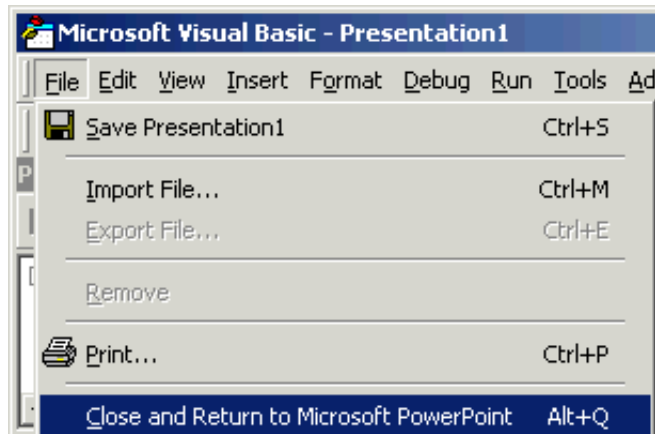 Microsoft Visual Basic - Presentation1
File Edit View Insert Format Debug Run Tools Ad
Save Presentation1 Ctrl+S
P
Import File... Ctrl+M
Export File... Ctrl+E
Remove
Print... Ctrl+P
Close and Return to Microsoft PowerPoint Alt+Q